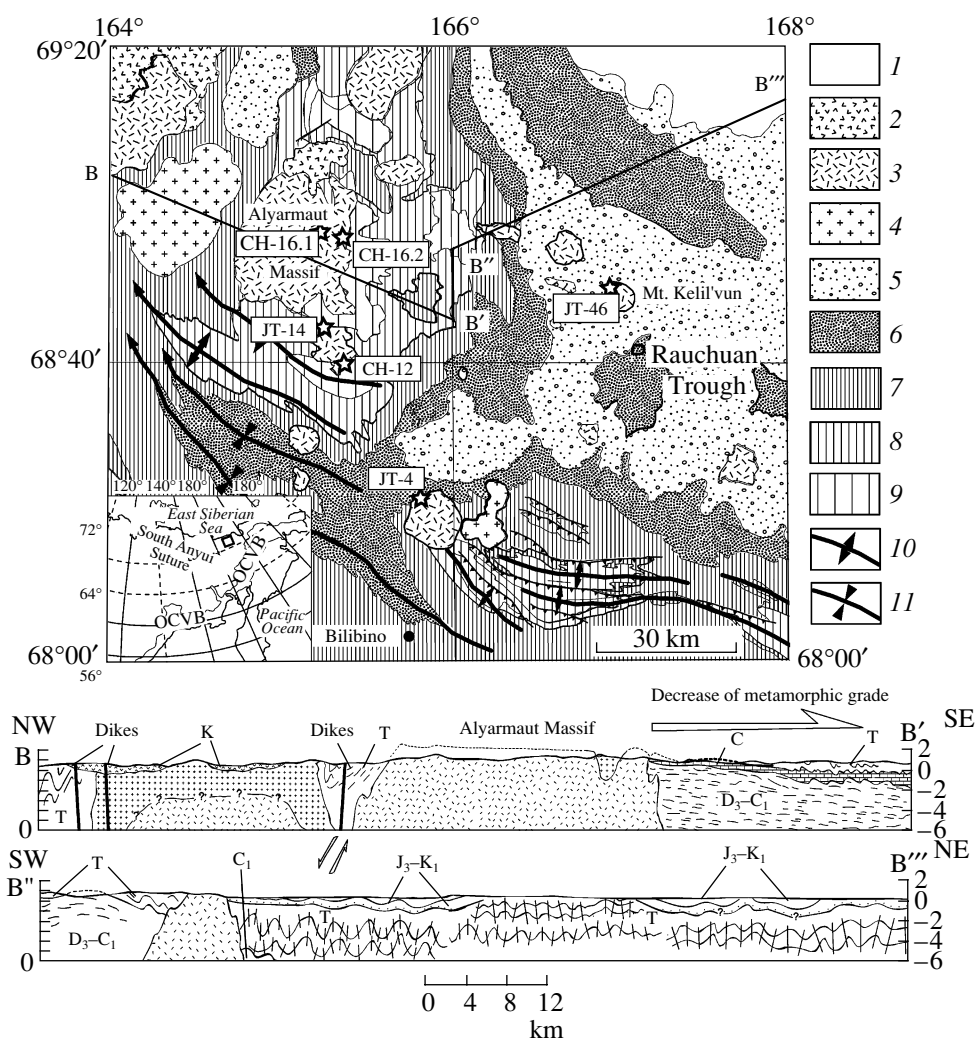 164° 166° 168°
69°20'
B'''
1
2
B
3
Alyarmaut
CH-16.1
CH-16.2
4
Massif
B''
5
JT-46
Mt. Kelil'vun
JT-14
B'
6
68°40'
CH-12
Rauchuan
Trough
7
8
JT-4
120° 140° 180° 180°
9
East Siberian
Sea
72°
South Anyui
Suture
OCVB
10
64°
Pacific
Ocean
OCVB
11
Bilibino
30 km
68°00' 68°00'
56°
Decrease of metamorphic grade
NW Dikes K Dikes T Alyarmaut Massif C T B' SE
B 2
0
T D3–C1 –2
–4
0 –6
? ? ? ? ?
SW T C1 J3–K1 J3–K1 B''' NE
B'' 2
0
T T ? ? –2
D3–C1 –4
0 –6
0 4 8 12
km